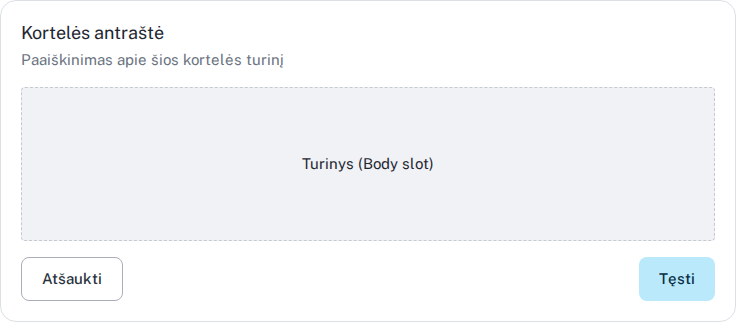 Kortelės antraštė
Paaiškinimas apie šios kortelės turinį
Turinys (Body slot)
Atšaukti
Tęsti